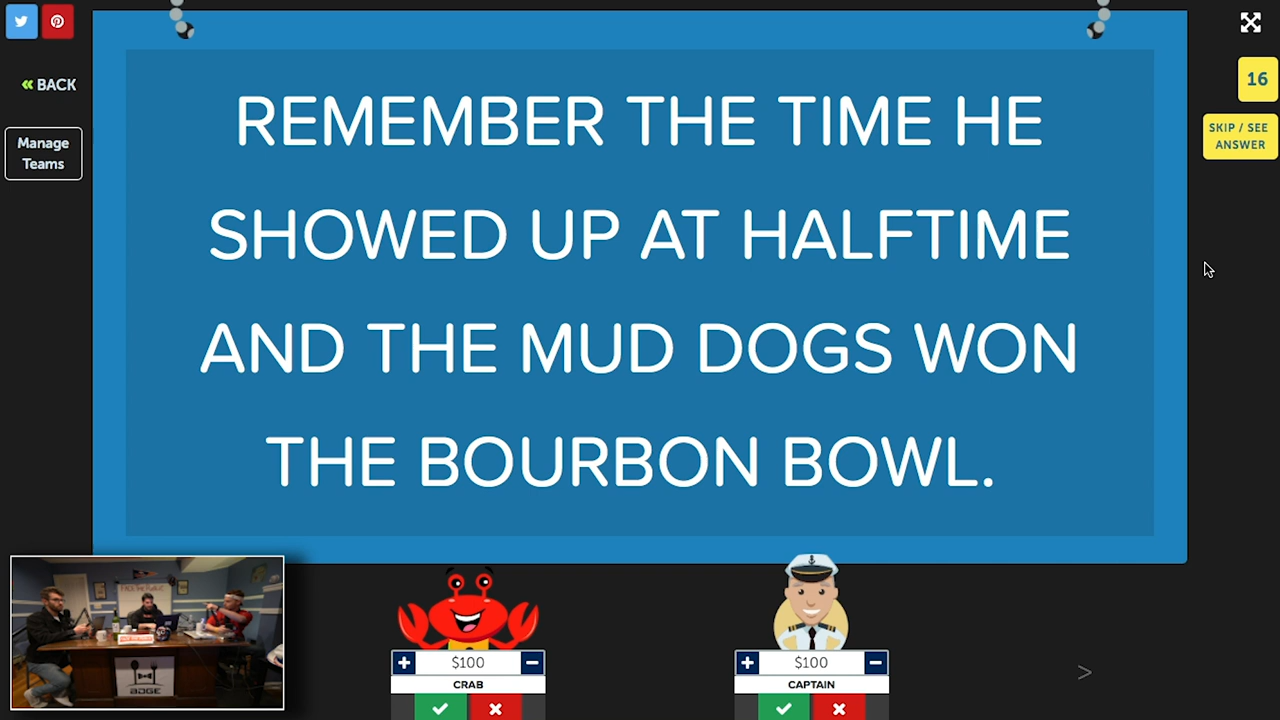 « BACK
Manage
Teams
REMEMBER THE TIME HE
SHOWED UP AT HALFTIME
AND THE MUD DOGS WON
THE BOURBON BOWL.
16
SKIP / SEE
ANSWER
$100
CRAB
$100
CAPTAIN
>